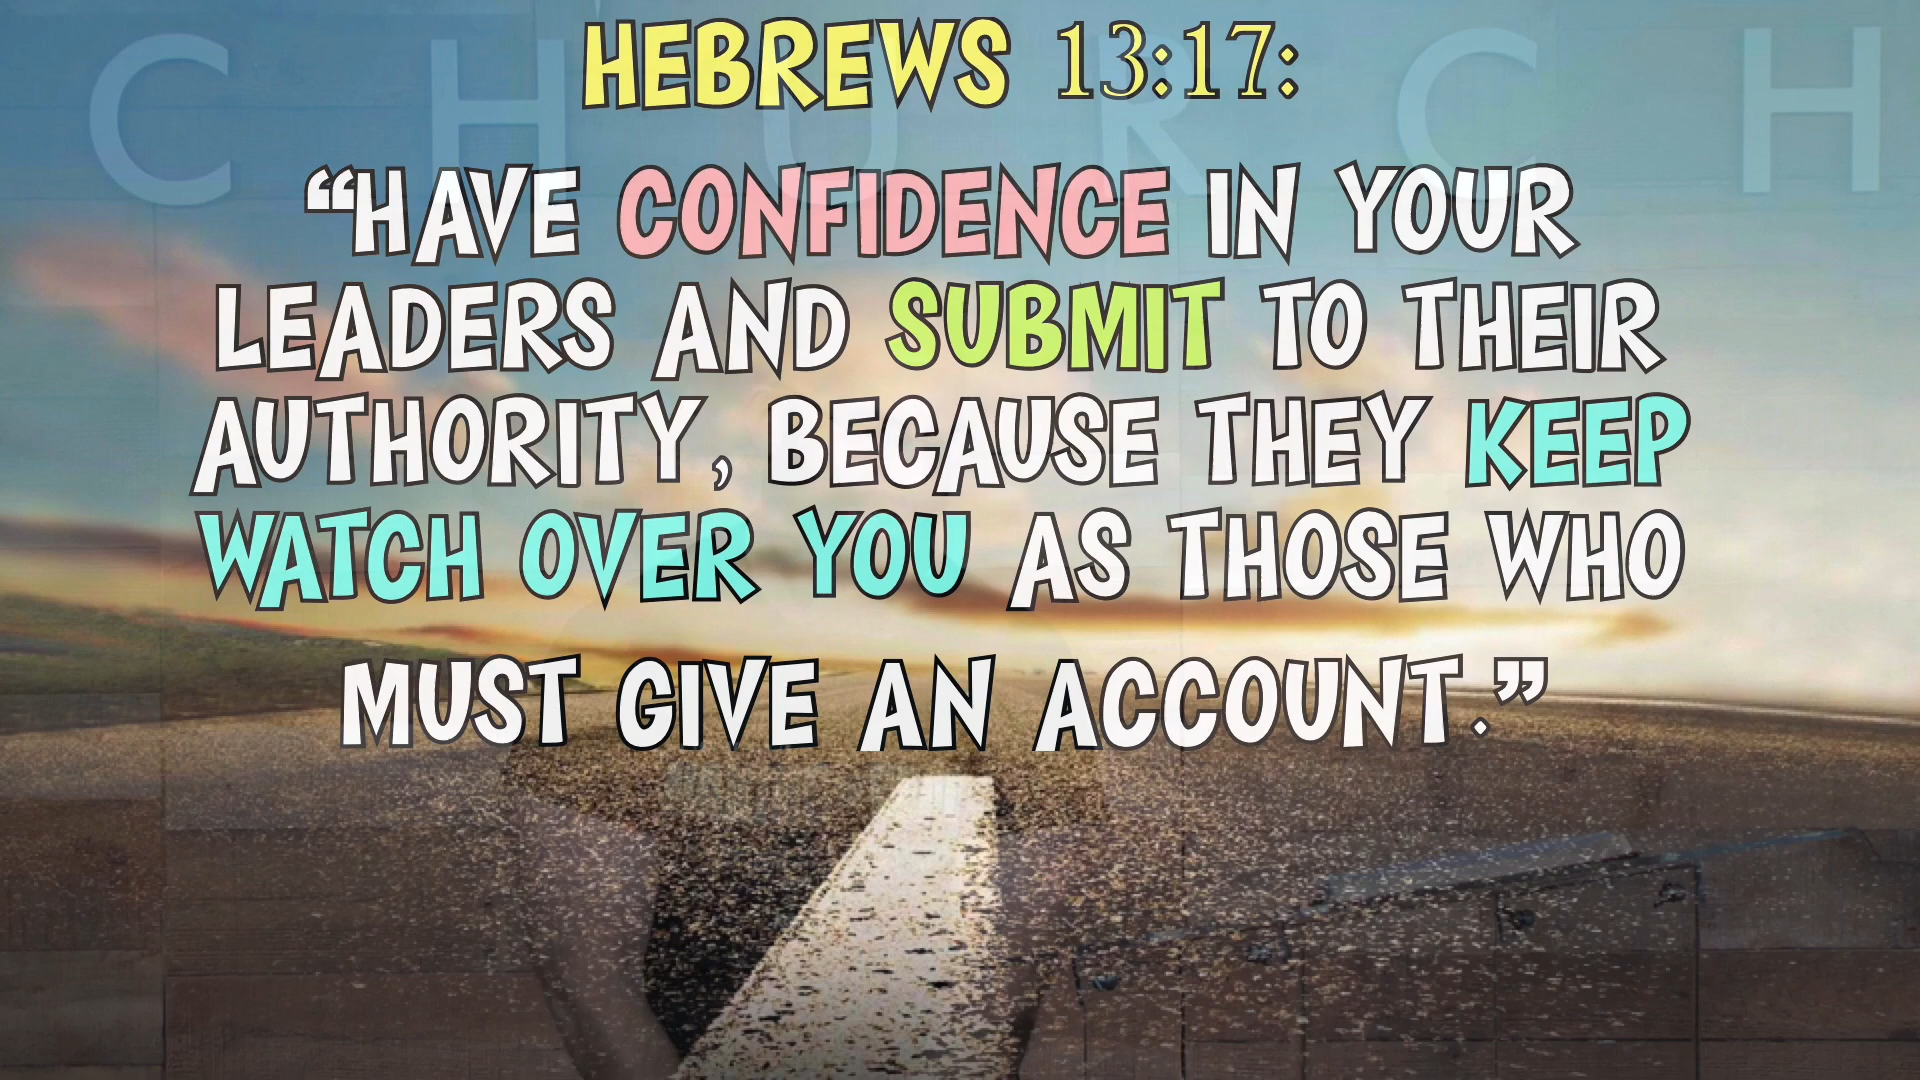 CHURCH
HEBREWS 13:17:
“HAVE CONFIDENCE IN YOUR
LEADERS AND SUBMIT TO THEIR
AUTHORITY, BECAUSE THEY KEEP
WATCH OVER YOU AS THOSE WHO
MUST GIVE AN ACCOUNT.”